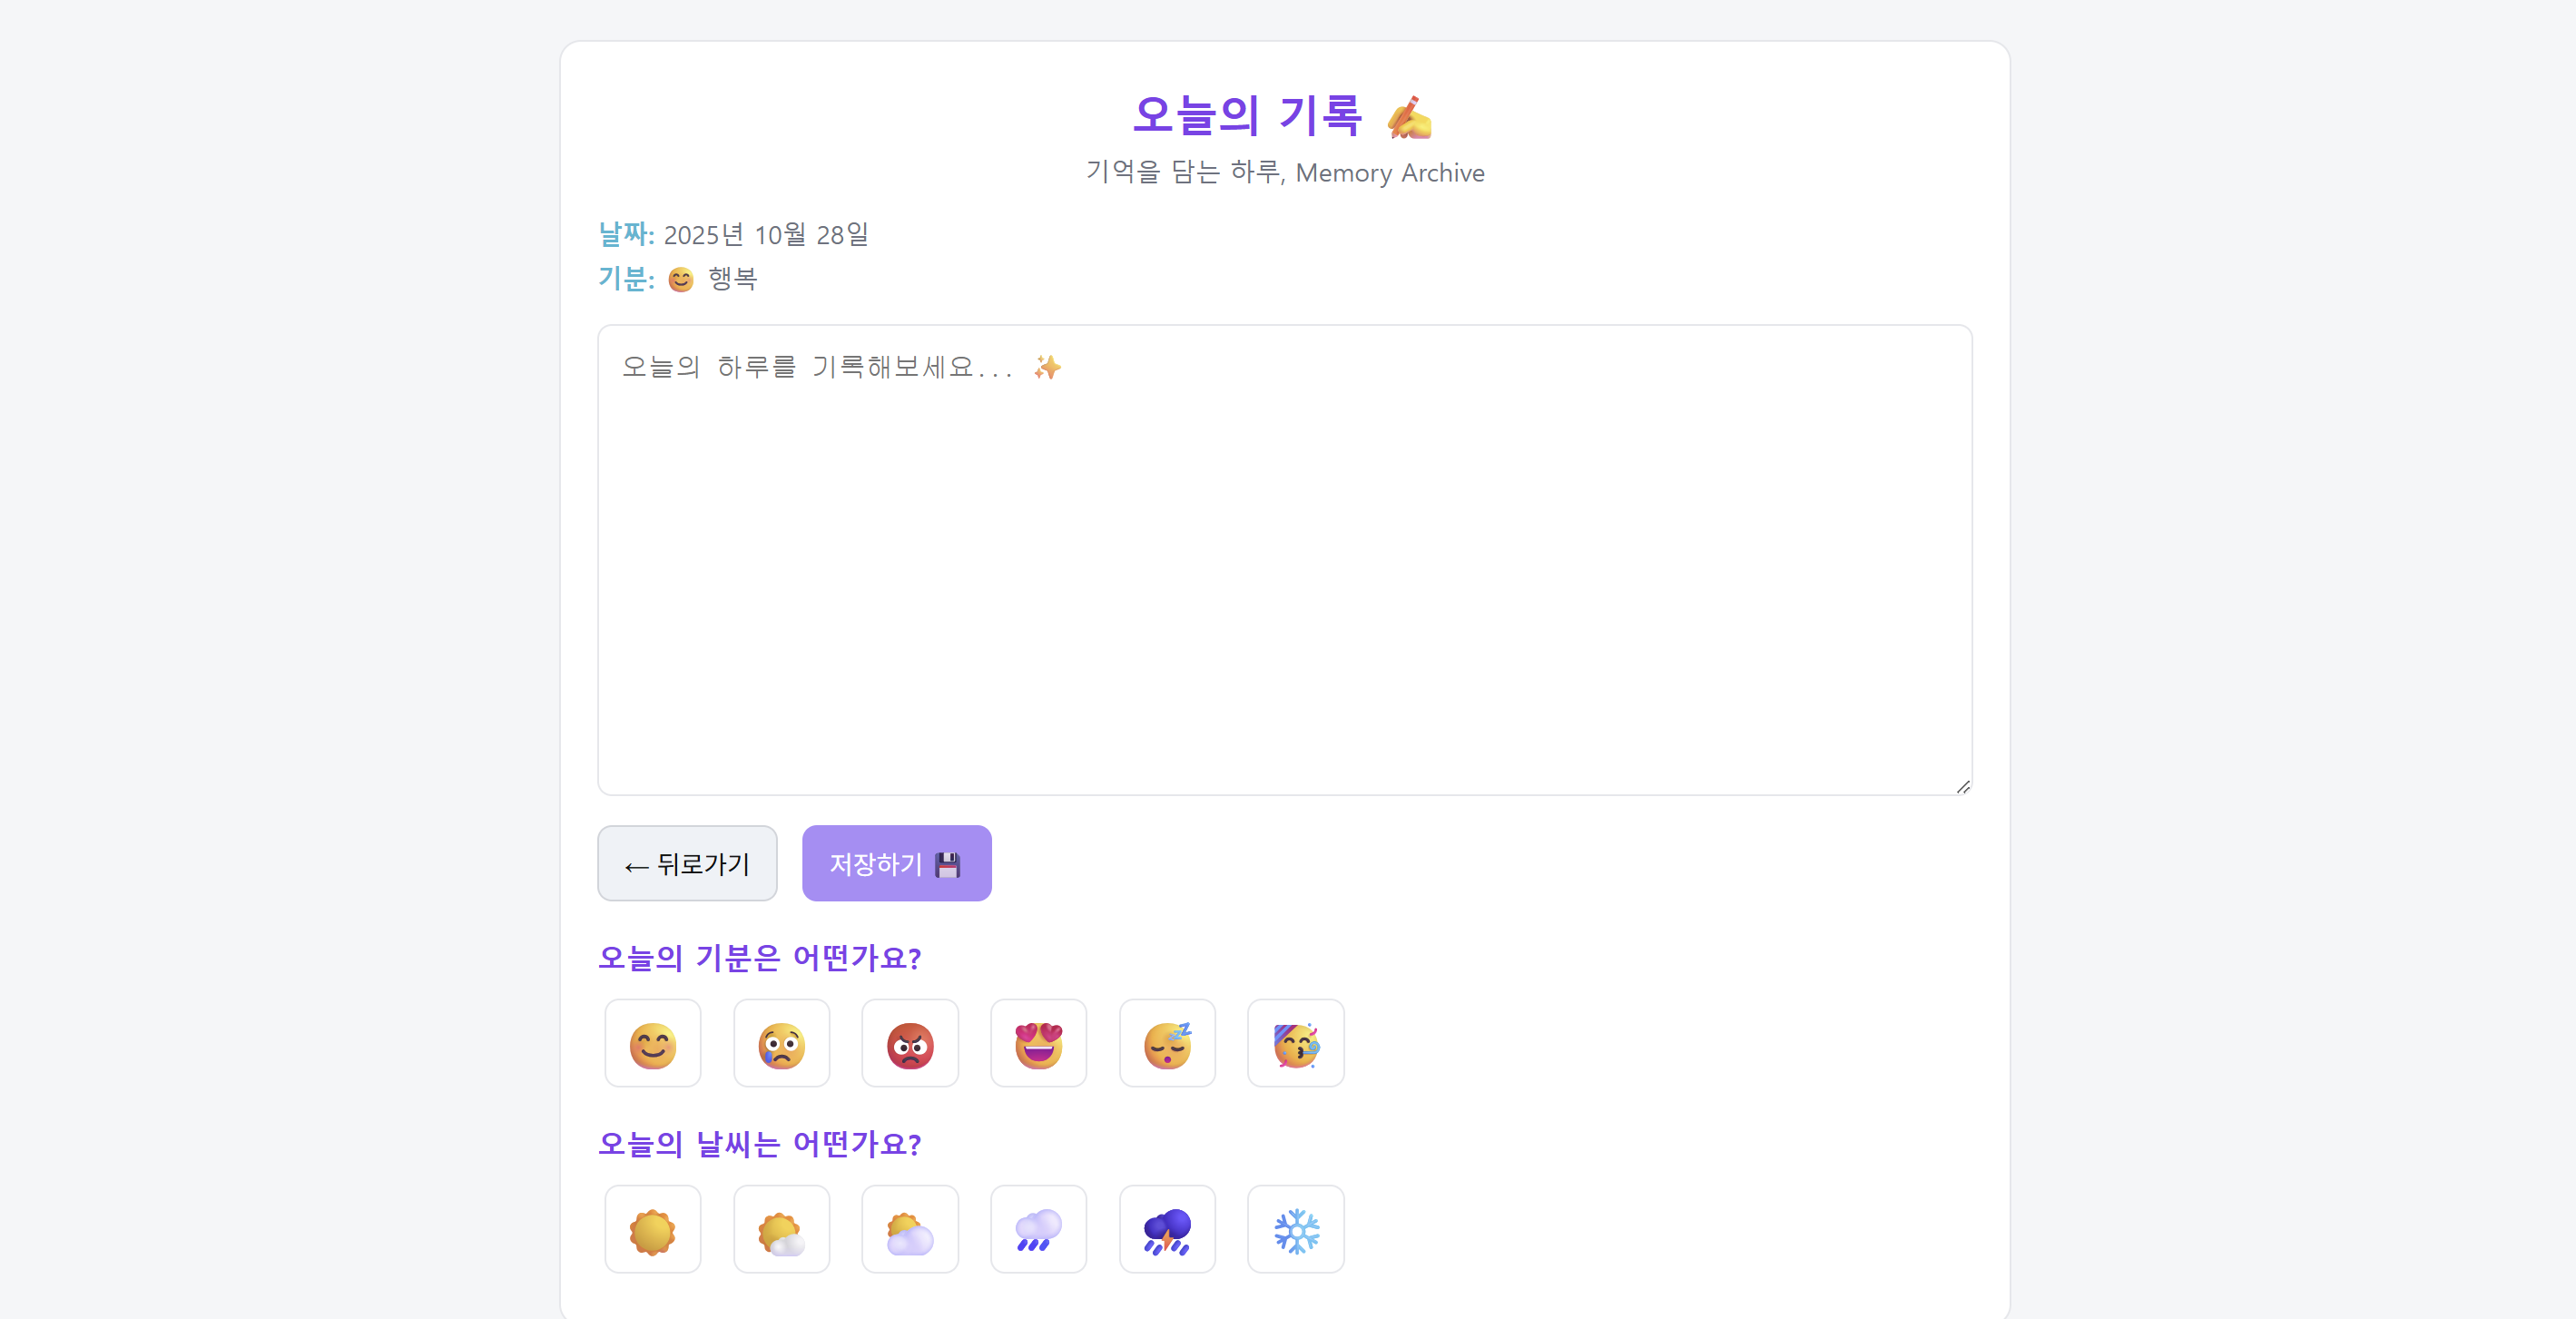 오늘의 기록 ✍️
기억을 담는 하루, Memory Archive
날짜: 2025년 10월 28일
기분: 😊 행복
오늘의 하루를 기록해보세요... ✨
← 뒤로가기
저장하기 💾
오늘의 기분은 어떤가요?
오늘의 날씨는 어떤가요?